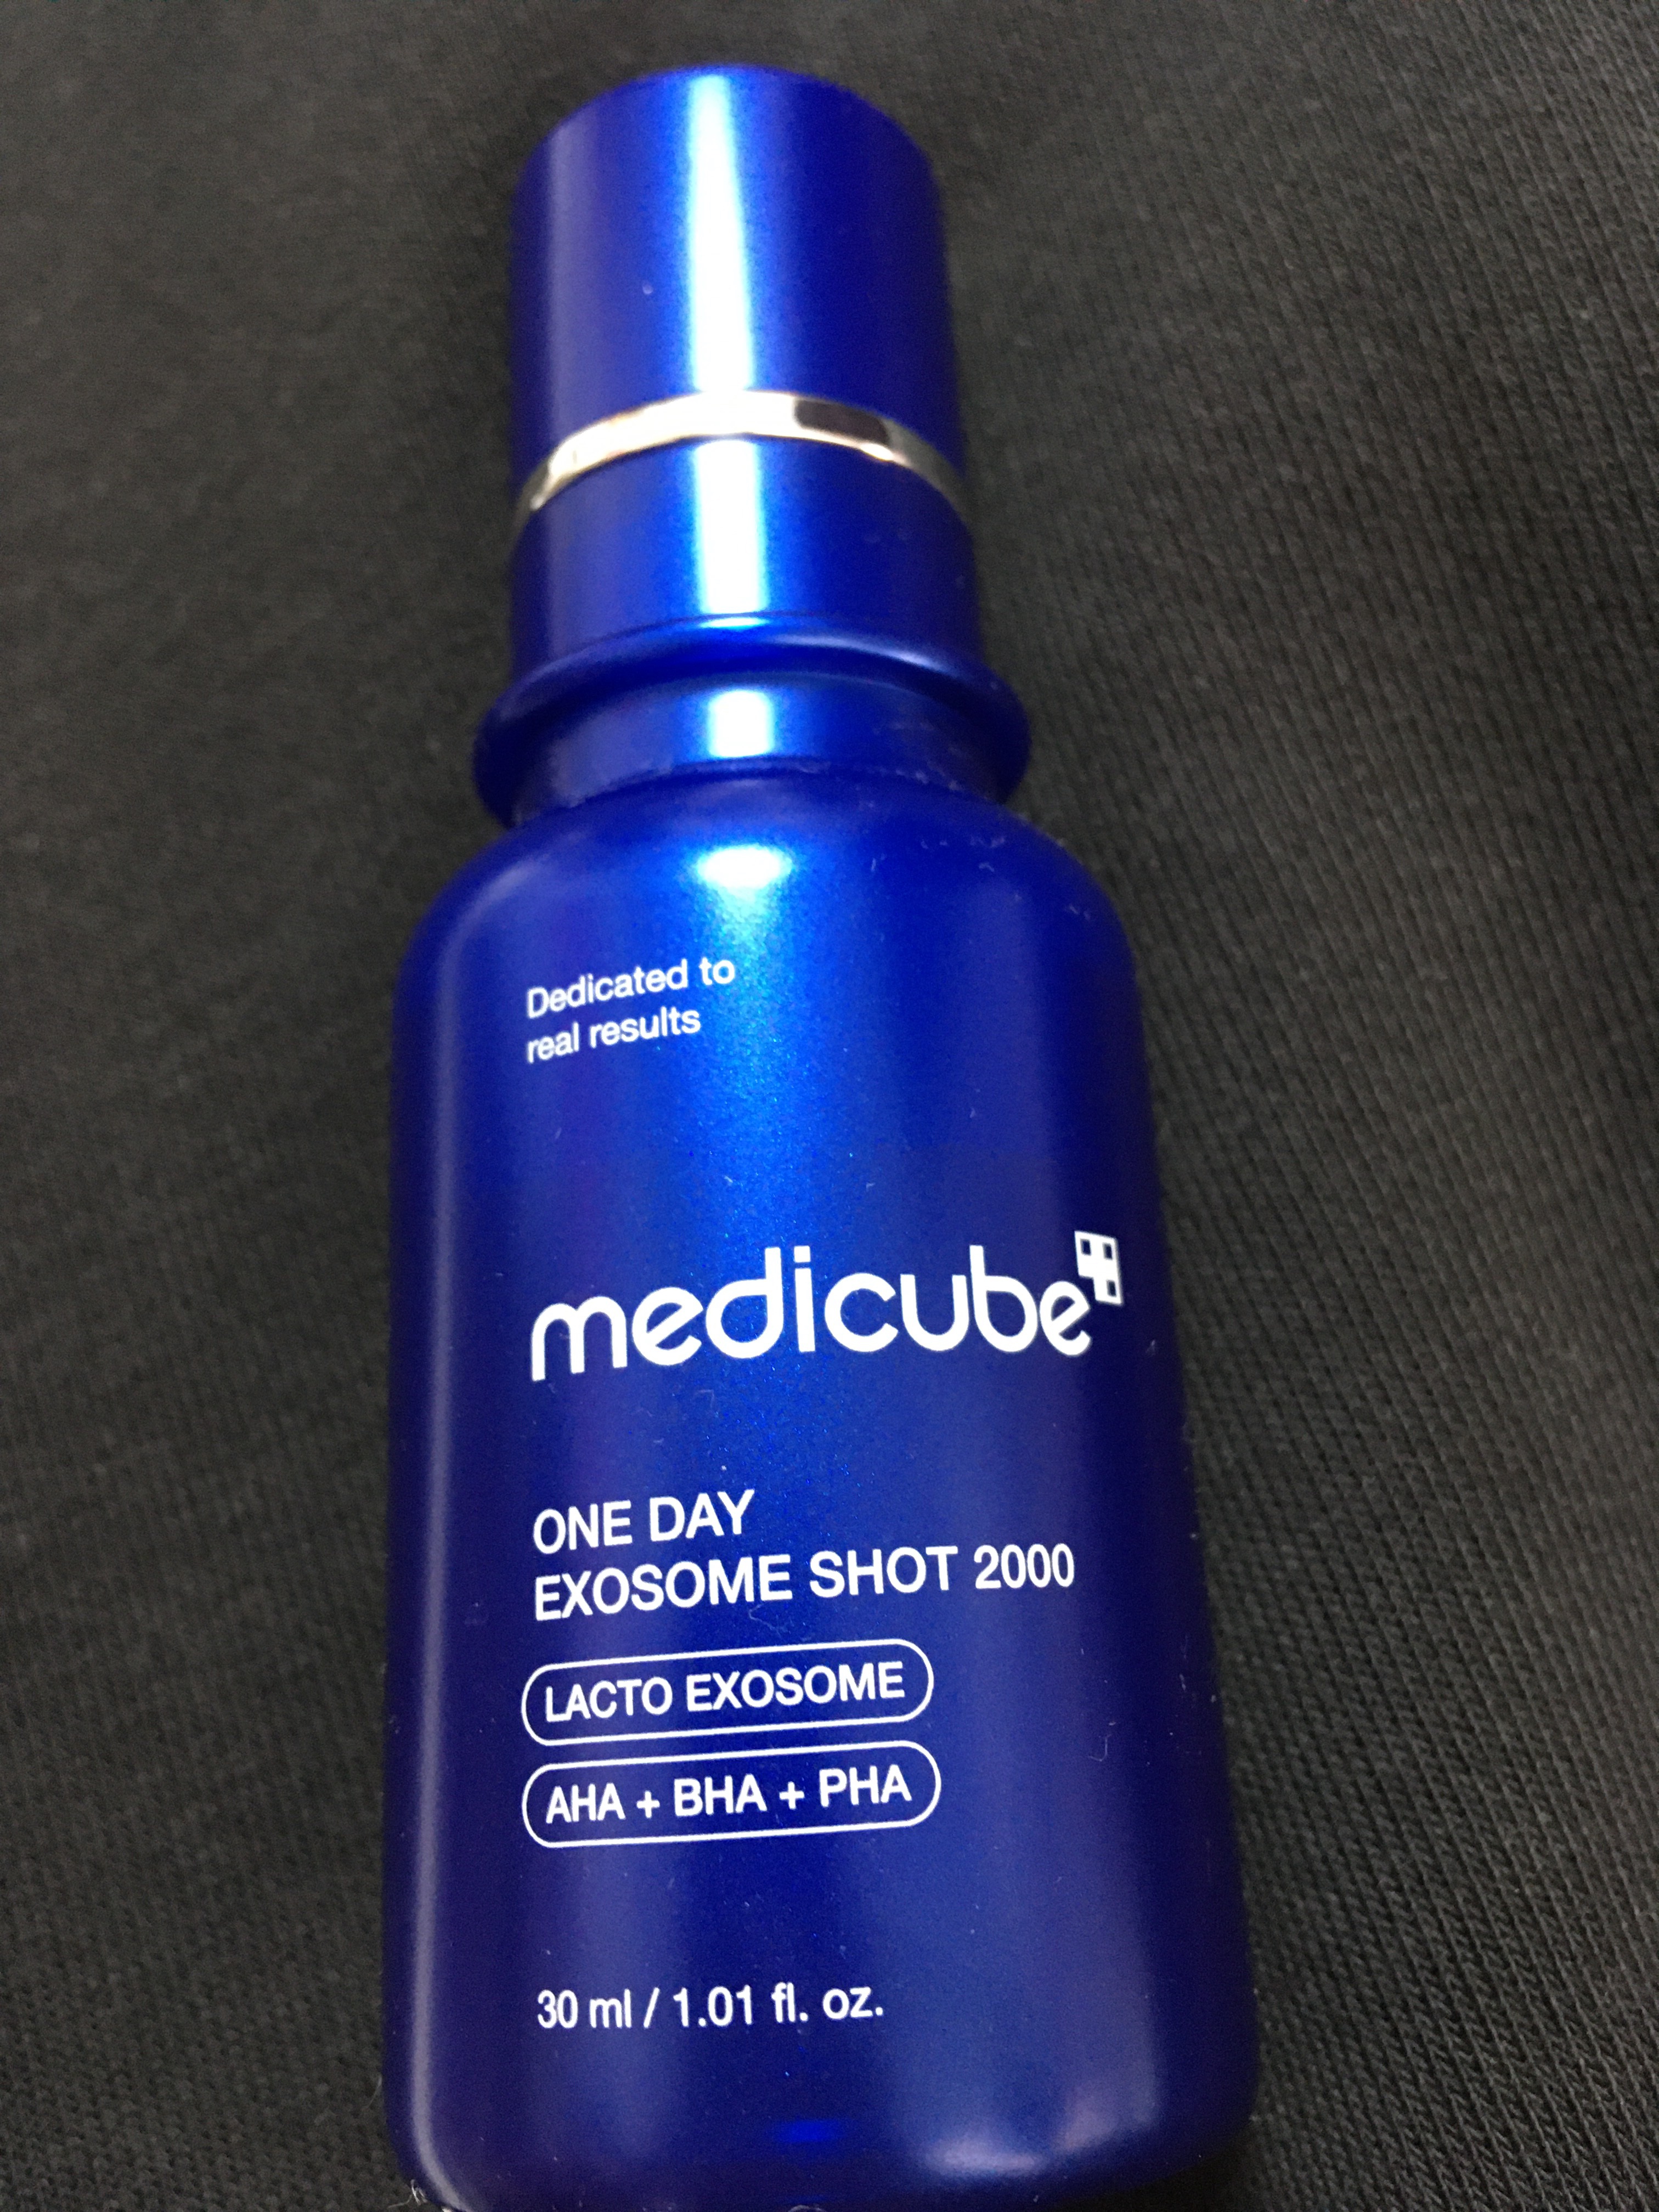 Dedicated to
real results
medicube
ONE DAY
EXOSOME SHOT 2000
LACTO EXOSOME
AHA + BHA + PHA
30 ml / 1.01 fl. oz.